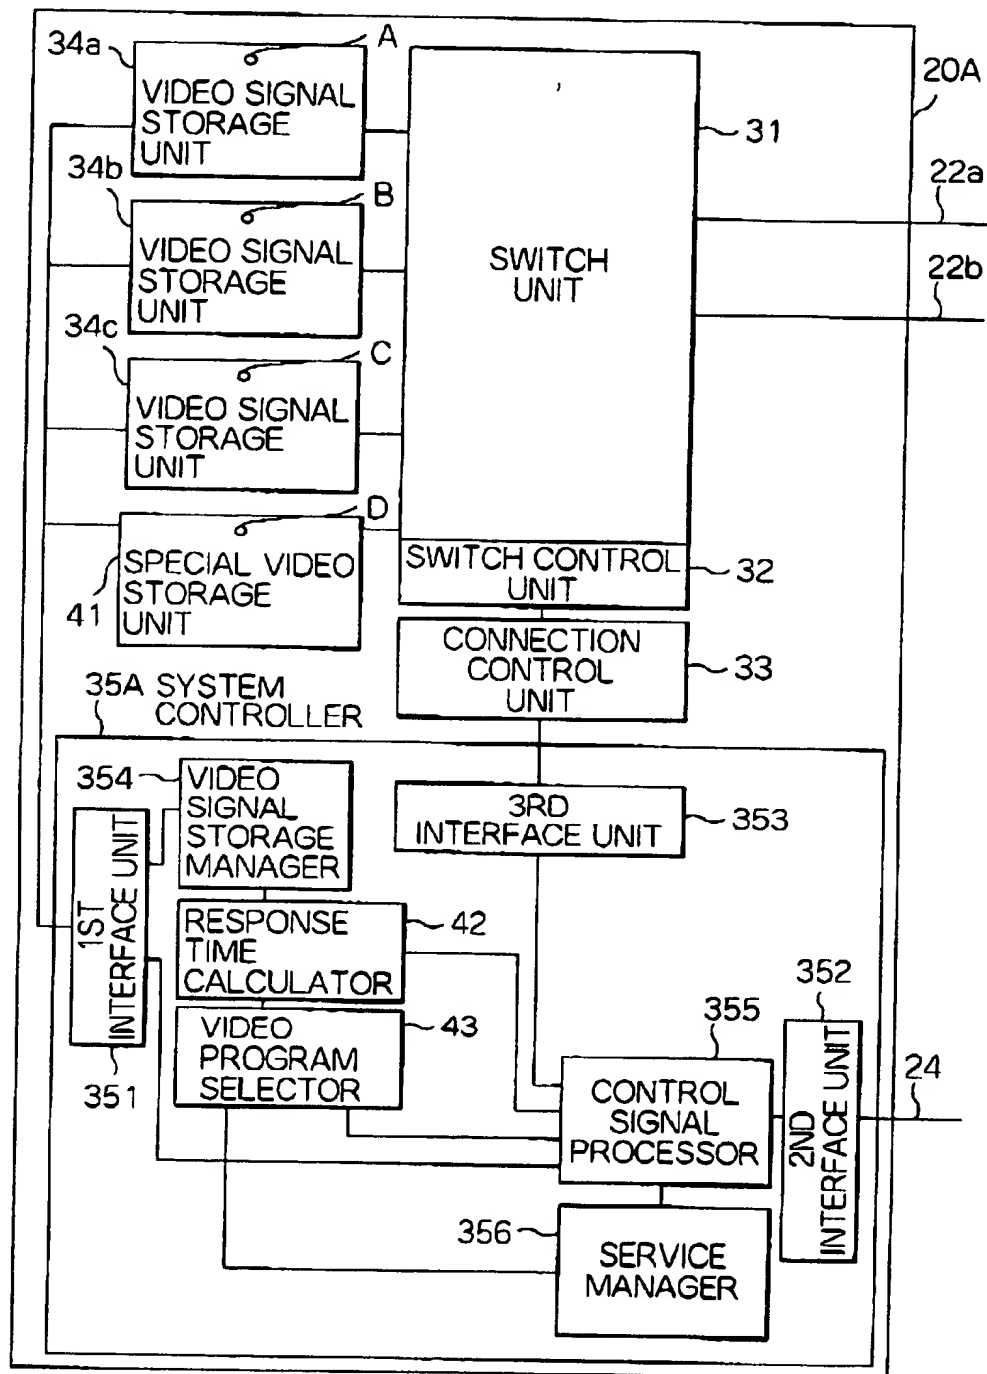 34a
A
VIDEO SIGNAL
STORAGE
UNIT
20A
31
34b
B
VIDEO SIGNAL
STORAGE
UNIT
22a
SWITCH
UNIT
22b
34c
C
VIDEO SIGNAL
STORAGE
UNIT
D
SPECIAL VIDEO
STORAGE
UNIT
41
SWITCH CONTROL
UNIT
32
CONNECTION
CONTROL
UNIT
33
35A SYSTEM
CONTROLLER
354
VIDEO
SIGNAL
STORAGE
MANAGER
3RD
INTERFACE UNIT
353
1ST
INTERFACE UNIT
351
RESPONSE
TIME
CALCULATOR
42
VIDEO
PROGRAM
SELECTOR
43
355
352
CONTROL
SIGNAL
PROCESSOR
2ND
INTERFACE UNIT
24
356
SERVICE
MANAGER